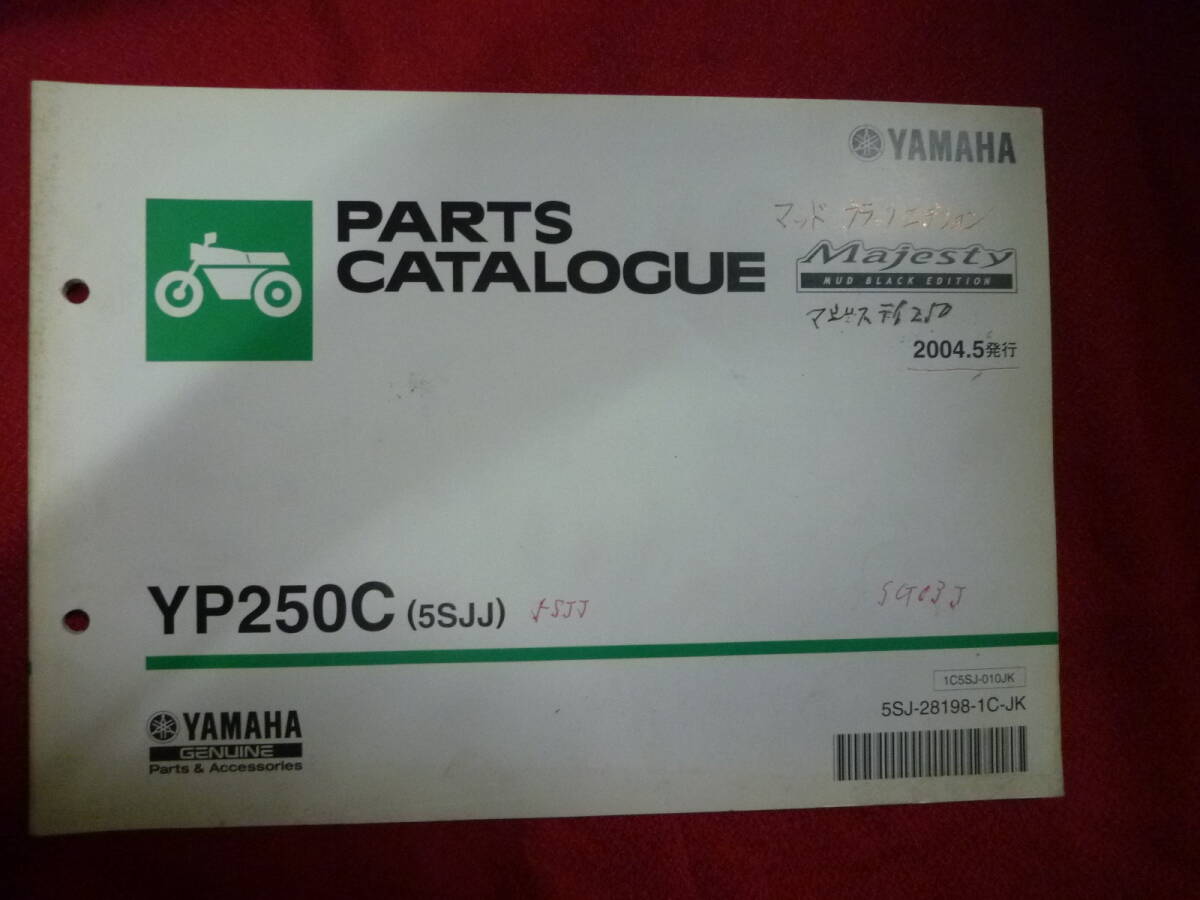 YAMAHA
PARTS
CATALOGUE
マッド ブラックエディション
Majesty
MUD BLACK EDITION
マジェスティ250
2004.5発行
YP250C (5SJJ) 5SJJ
SG03J
1C5SJ-010JK
5SJ-28198-1C-JK
YAMAHA
GENUINE
Parts & Accessories